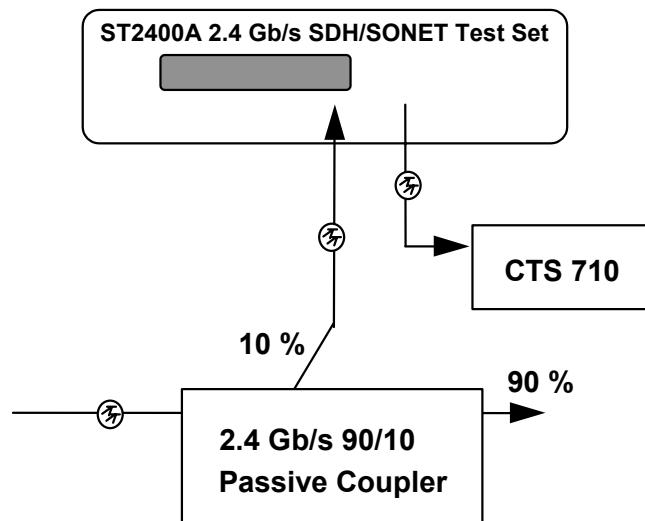 ST2400A 2.4 Gb/s SDH/SONET Test Set
CTS 710
10 %
90 %
2.4 Gb/s 90/10
Passive Coupler